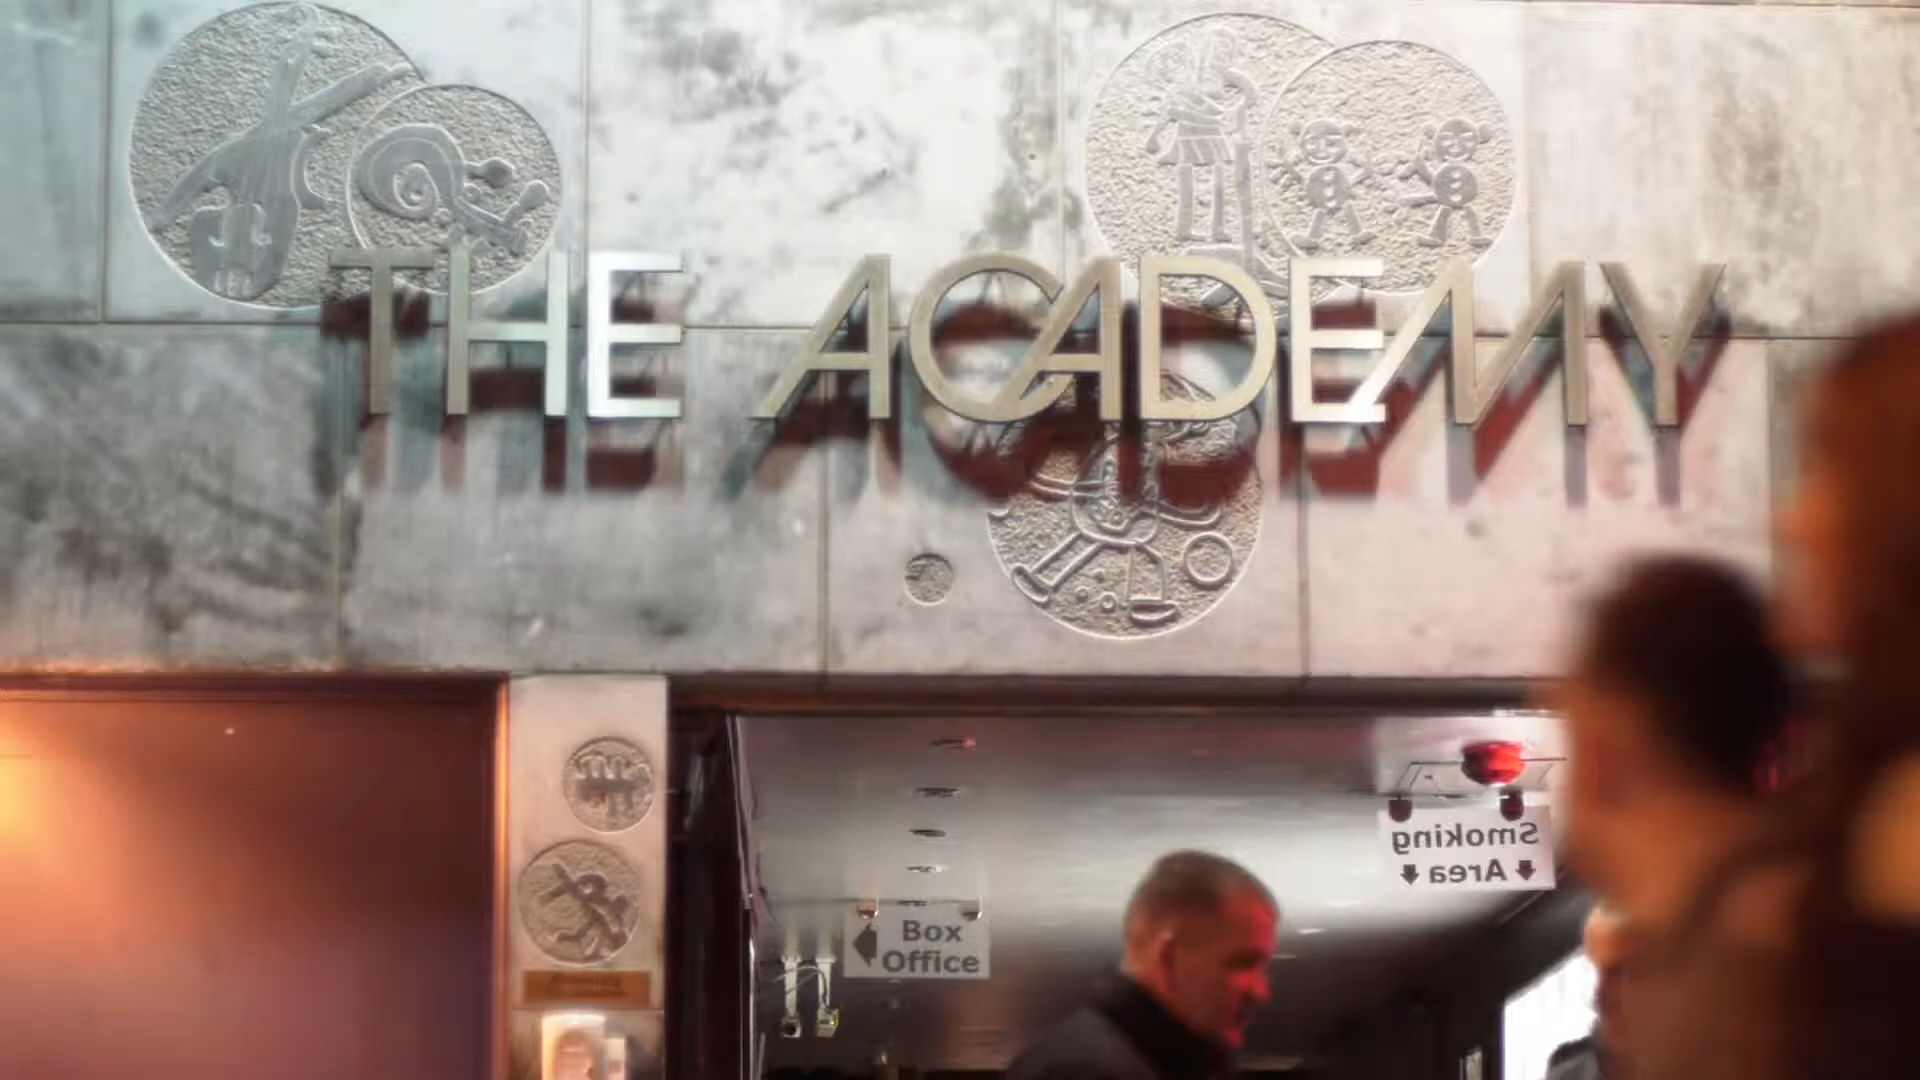 THE ACADEMY
Smoking
Area
Box
Office